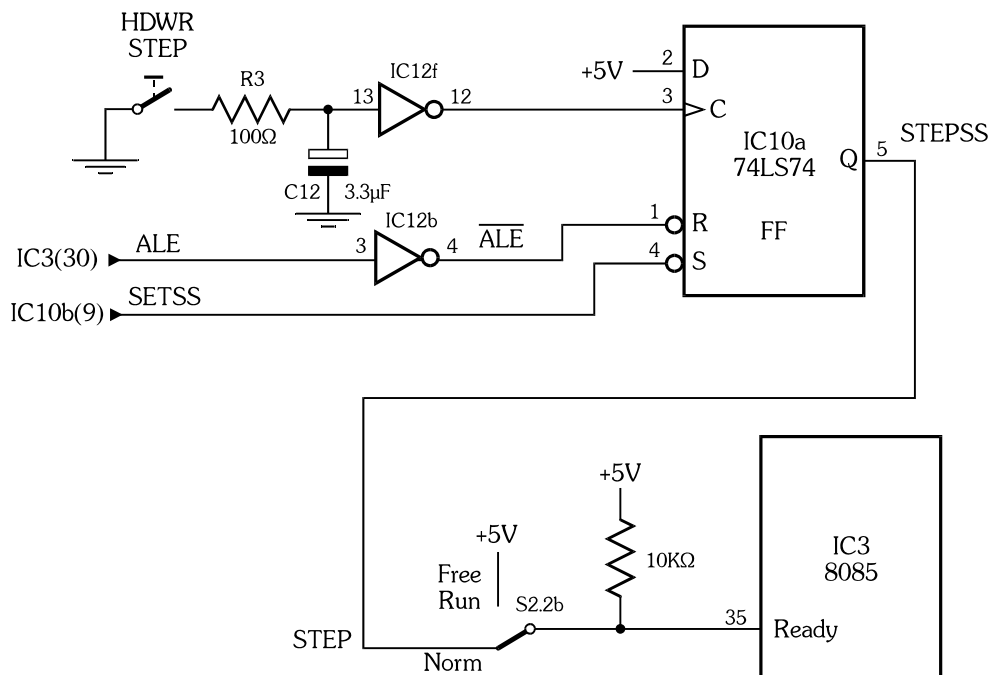 HDWR
STEP
R3
100Ω
IC12f
13
12
C12
3.3μF
+5V
2
D
3
C
IC10a
74LS74
FF
Q
5
STEPSS
1
R
4
S
IC3(30)
ALE
3
IC12b
4
ALE
IC10b(9)
SETSS
+5V
10KΩ
+5V
Free
Run
S2.2b
STEP
Norm
35
Ready
IC3
8085